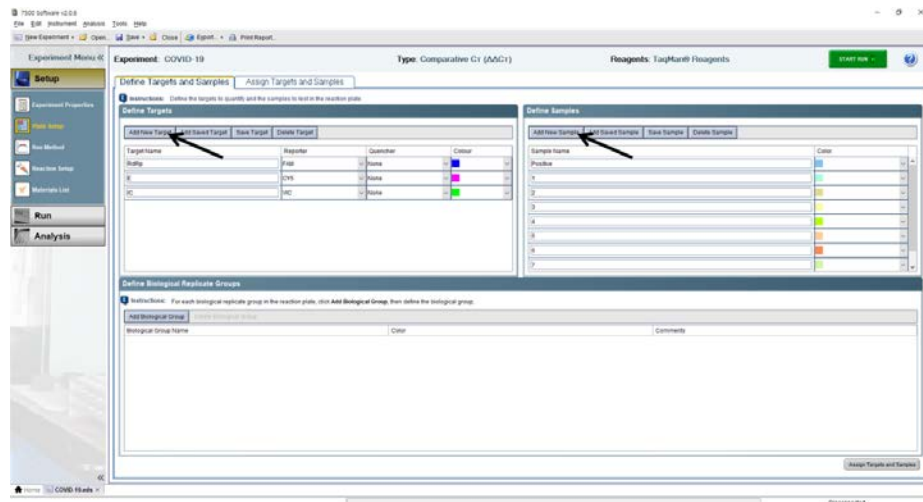 7500 Software v2.0.6
File Edit Instrument Analysis Tools Help
New Experiment Open... Save Close Export... Print Report...
Experiment Menu «
Experiment: COVID-19 Type: Comparative CT (ΔΔCT) Reagents: TaqMan® Reagents START RUN
Setup
Experiment Properties
Plate Setup
Run Method
Reaction Setup
Materials List
Run
Analysis
Define Targets and Samples Assign Targets and Samples
Instructions: Define the targets to quantify and the samples to test in the reaction plate.
Define Targets
Add New Target Add Saved Target Save Target Delete Target
Target Name Reporter Quencher Colour
RdRp FAM None
E CY5 None
IC VIC None
Define Samples
Add New Sample Add Saved Sample Save Sample Delete Sample
Sample Name Color
Positive
1
2
3
4
5
6
7
Define Biological Replicate Groups
Instructions: For each biological replicate group in the reaction plate, click Add Biological Group, then define the biological group.
Add Biological Group Delete Biological Group
Biological Group Name Color Comments
Assign Targets and Samples
Home COVID-19.eds ×